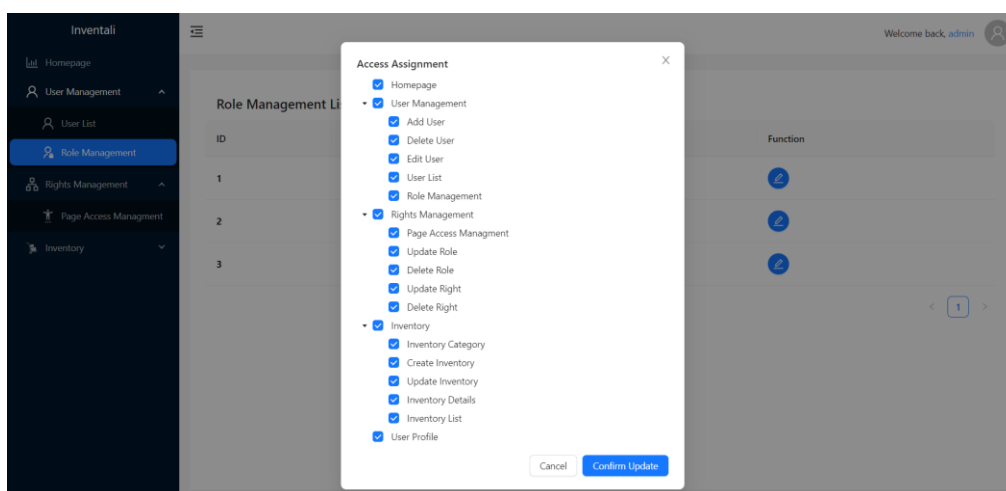 Inventali
Welcome back, admin
Homepage
User Management
User List
Role Management
Rights Management
Page Access Managment
Inventory
Role Management Li
ID
Function
1
2
3
1
Access Assignment
Homepage
User Management
Add User
Delete User
Edit User
User List
Role Management
Rights Management
Page Access Managment
Update Role
Delete Role
Update Right
Delete Right
Inventory
Inventory Category
Create Inventory
Update Inventory
Inventory Details
Inventory List
User Profile
Cancel
Confirm Update